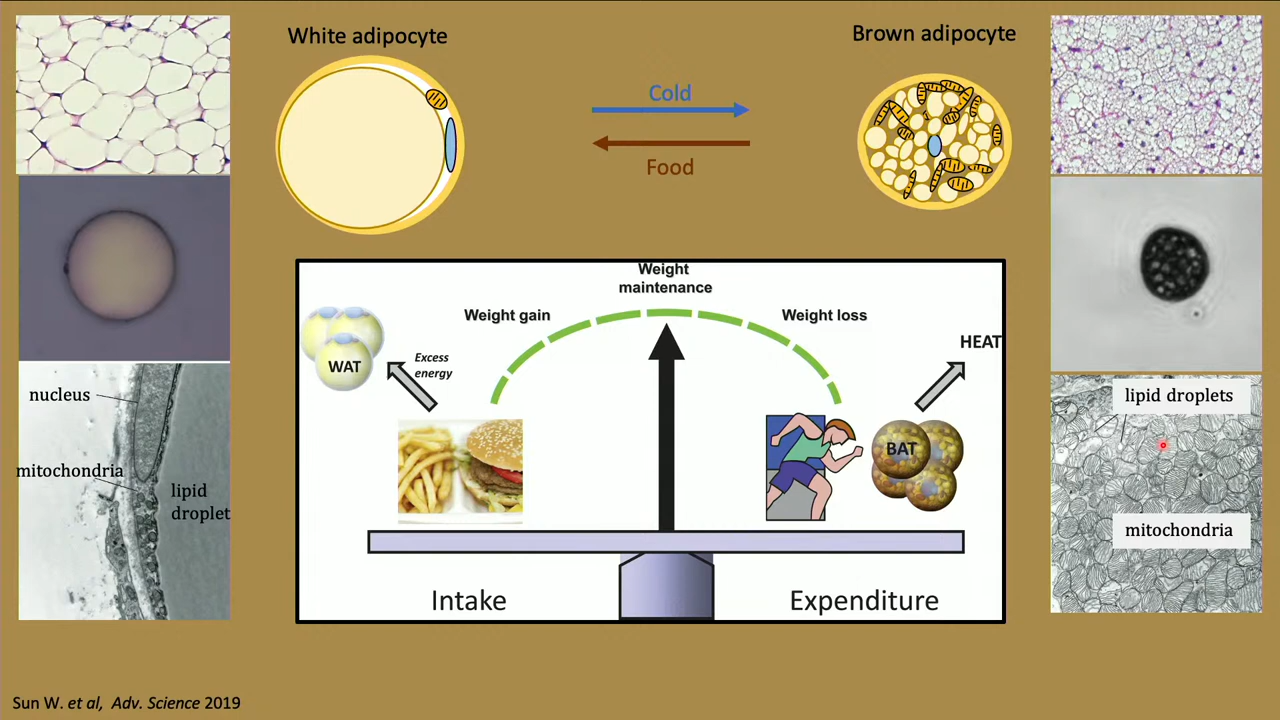 White adipocyte
Brown adipocyte
Cold
Food
nucleus
mitochondria
lipid
droplet
Weight
maintenance
Weight gain
Weight loss
WAT
Excess
energy
HEAT
BAT
Intake
Expenditure
lipid droplets
mitochondria
Sun W. et al, Adv. Science 2019